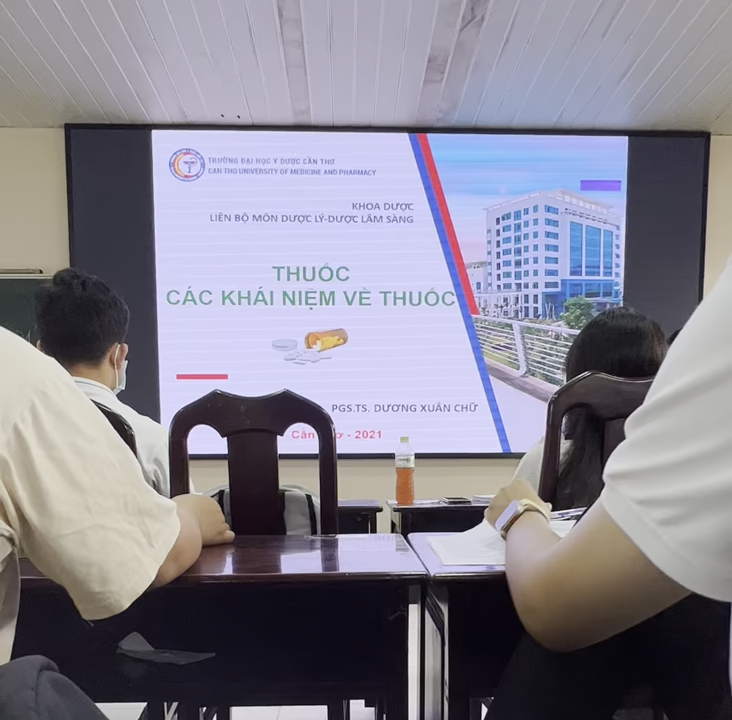 TRƯỜNG ĐẠI HỌC Y DƯỢC CẦN THƠ
CAN THO UNIVERSITY OF MEDICINE AND PHARMACY
KHOA DƯỢC
LIÊN BỘ MÔN DƯỢC LÝ-DƯỢC LÂM SÀNG
THUỐC
CÁC KHÁI NIỆM VỀ THUỐC
PGS.TS. DƯƠNG XUÂN CHỮ
- 2021